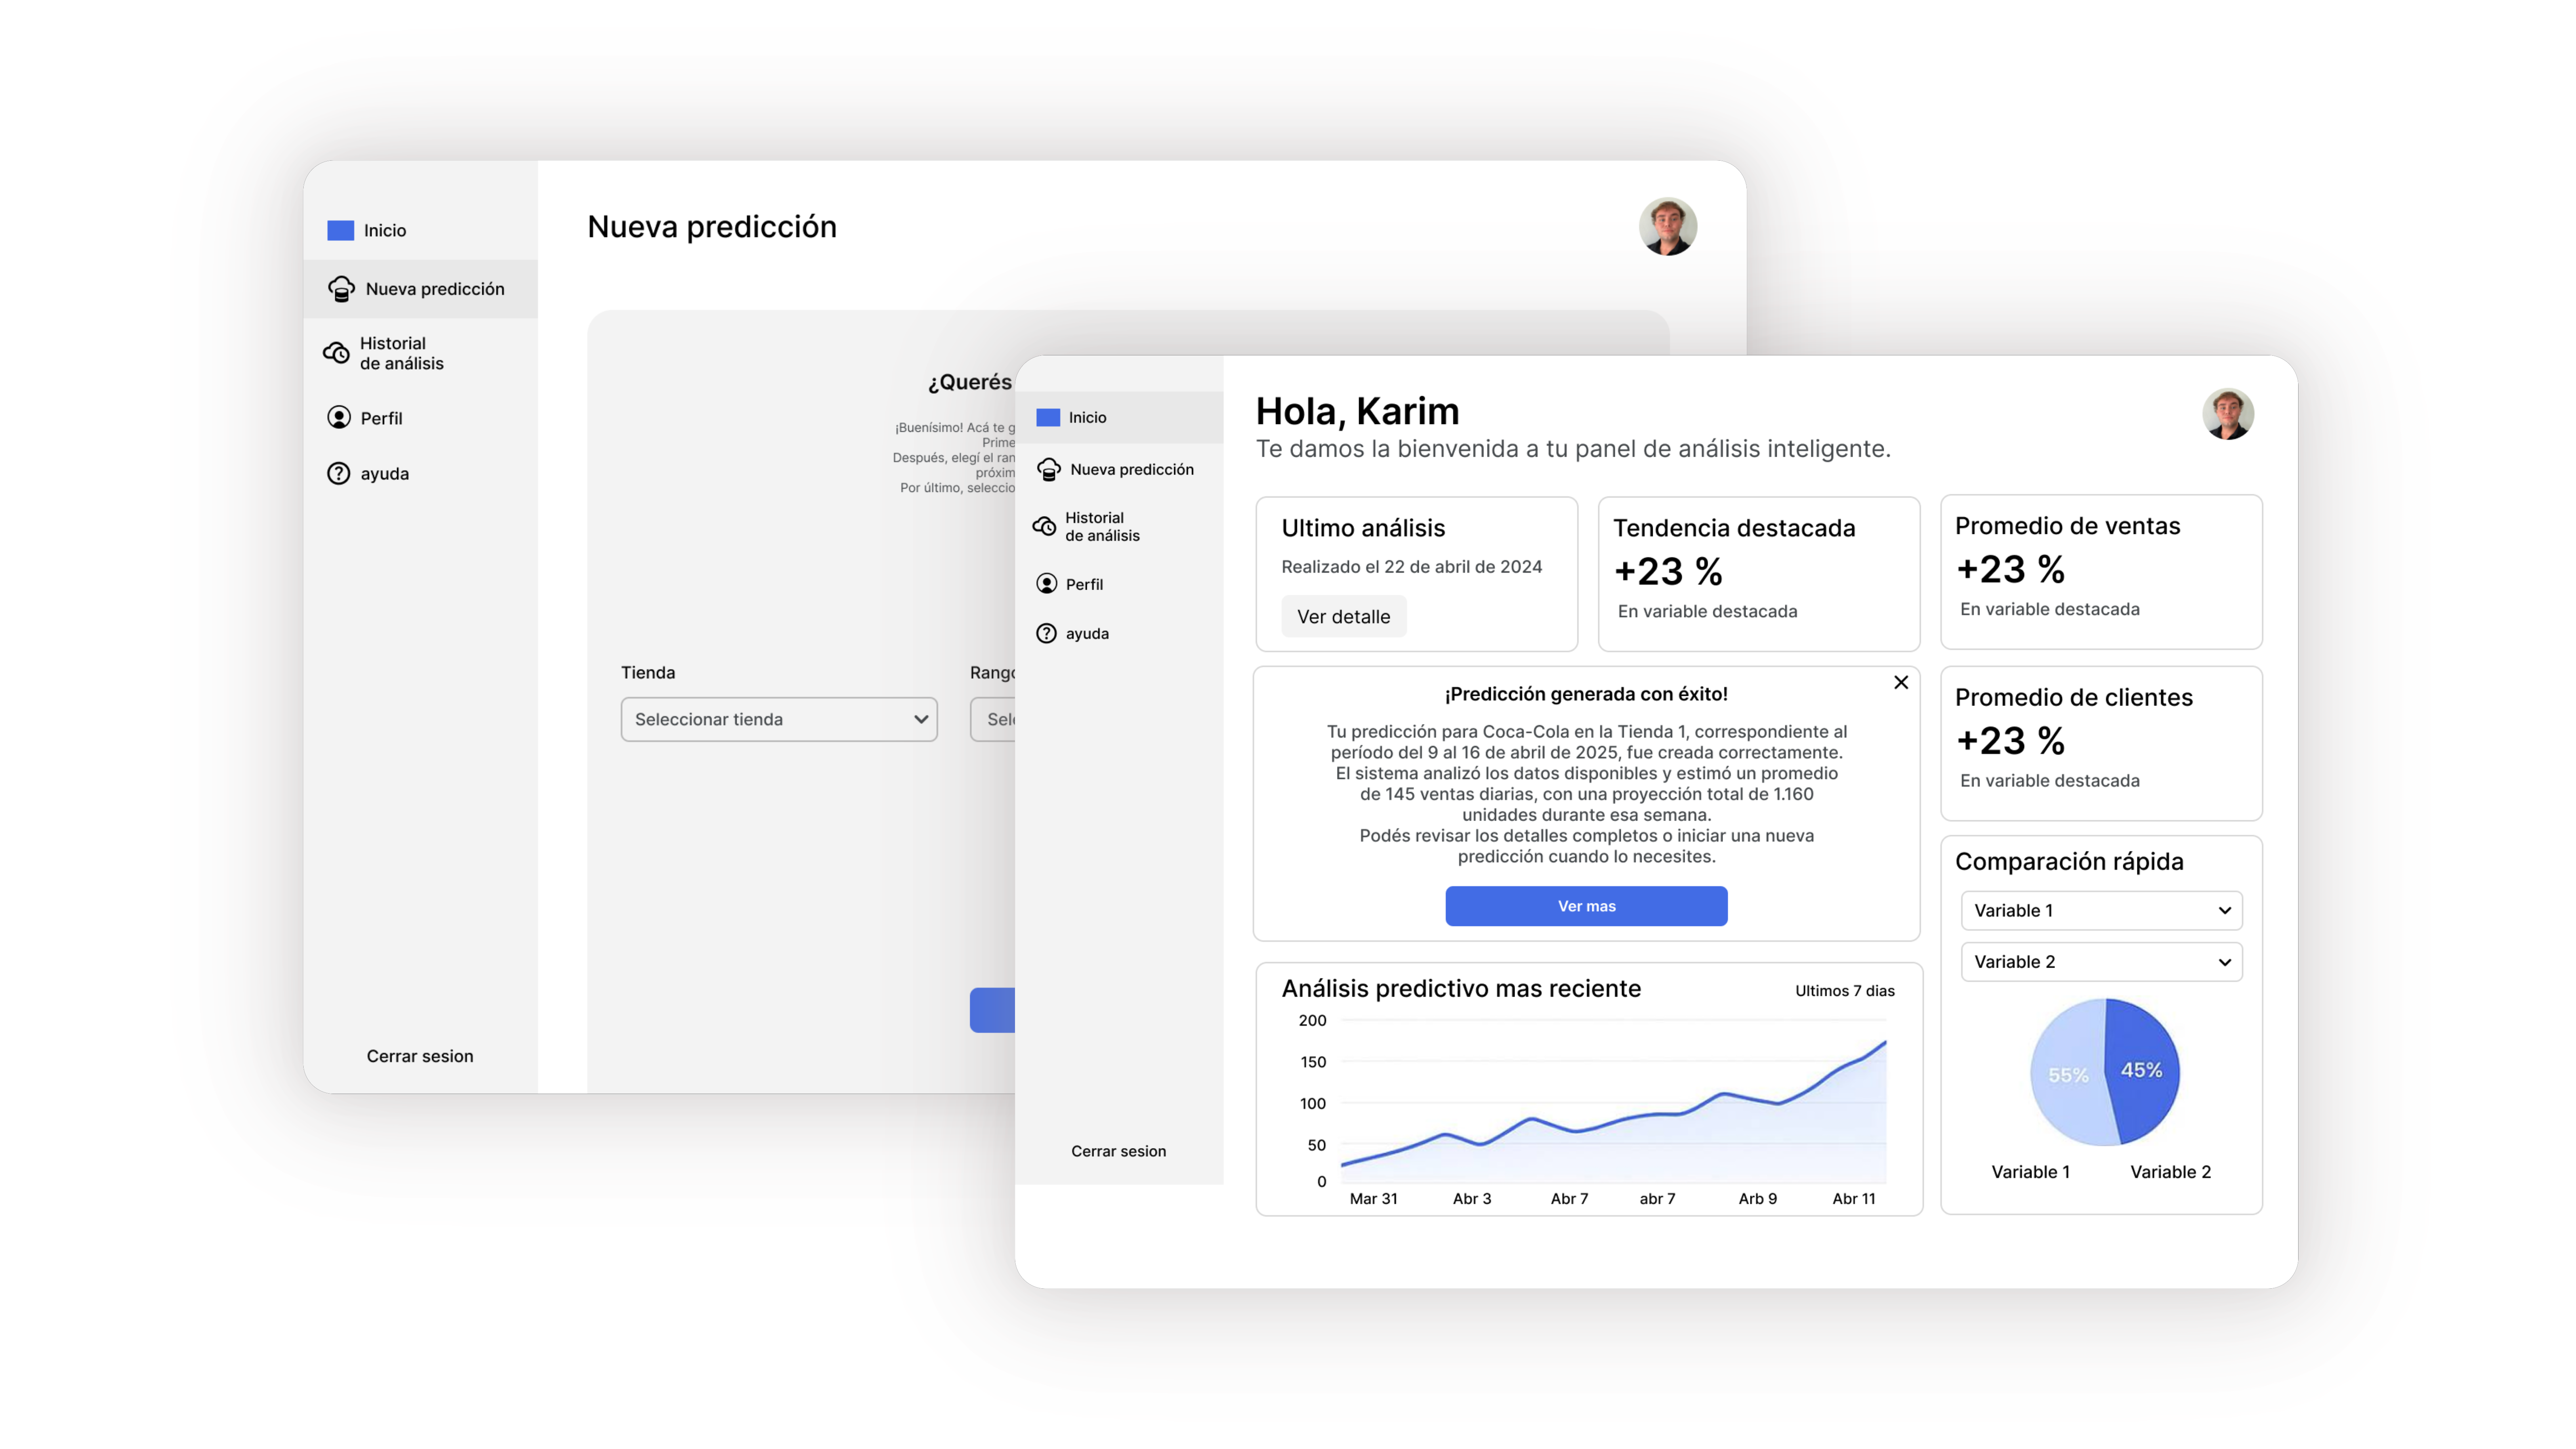 Inicio
Nueva predicción
Historial
de análisis
Perfil
ayuda
Cerrar sesion
Nueva predicción
¿Querés
¡Buenísimo! Acá te g
Prime
Después, elegí el ran
próxim
Por último, seleccio
Tienda
Seleccionar tienda
Rango
Sele
Inicio
Nueva predicción
Historial
de análisis
Perfil
ayuda
Cerrar sesion
Hola, Karim
Te damos la bienvenida a tu panel de análisis inteligente.
Ultimo análisis
Realizado el 22 de abril de 2024
Ver detalle
Tendencia destacada
+23 %
En variable destacada
Promedio de ventas
+23 %
En variable destacada
¡Predicción generada con éxito!
Tu predicción para Coca-Cola en la Tienda 1, correspondiente al
período del 9 al 16 de abril de 2025, fue creada correctamente.
El sistema analizó los datos disponibles y estimó un promedio
de 145 ventas diarias, con una proyección total de 1.160
unidades durante esa semana.
Podés revisar los detalles completos o iniciar una nueva
predicción cuando lo necesites.
Ver mas
Promedio de clientes
+23 %
En variable destacada
Comparación rápida
Variable 1
Variable 2
55%
45%
Variable 1 Variable 2
Análisis predictivo mas reciente
Ultimos 7 dias
200
150
100
50
0
Mar 31 Abr 3 Abr 7 abr 7 Arb 9 Abr 11